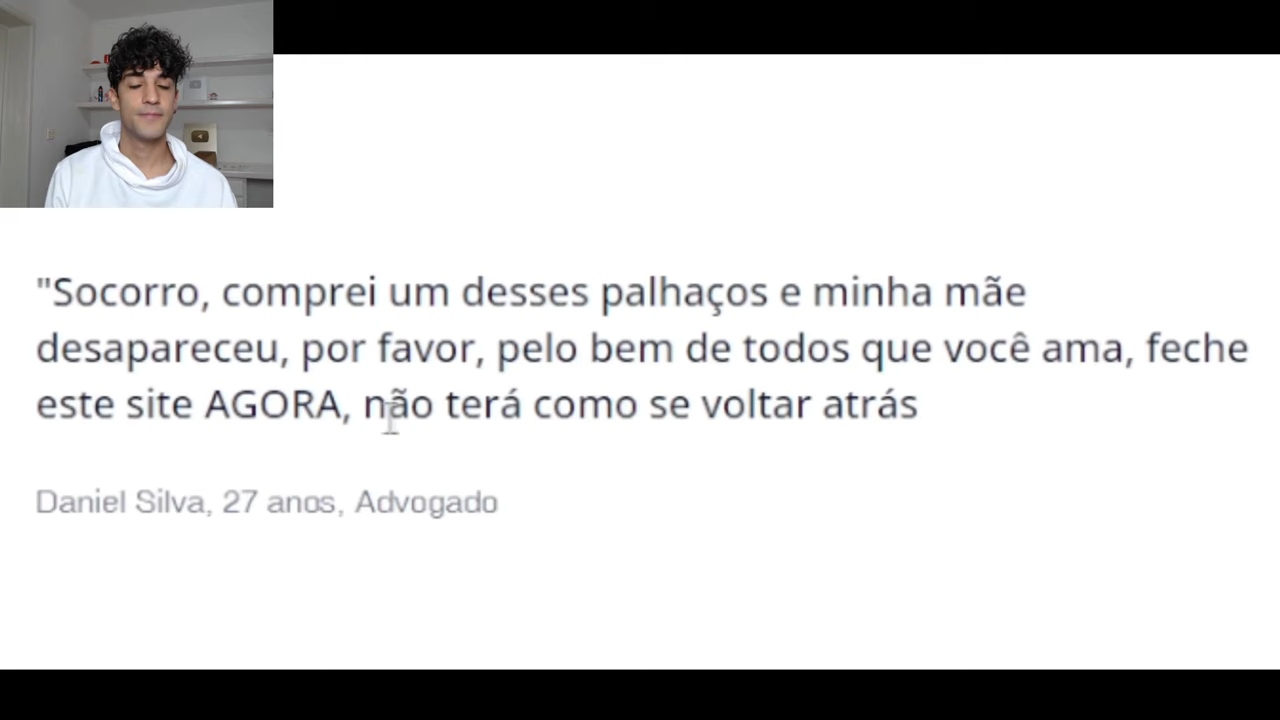 "Socorro, comprei um desses palhaços e minha mãe
desapareceu, por favor, pelo bem de todos que você ama, feche
este site AGORA, não terá como se voltar atrás
Daniel Silva, 27 anos, Advogado